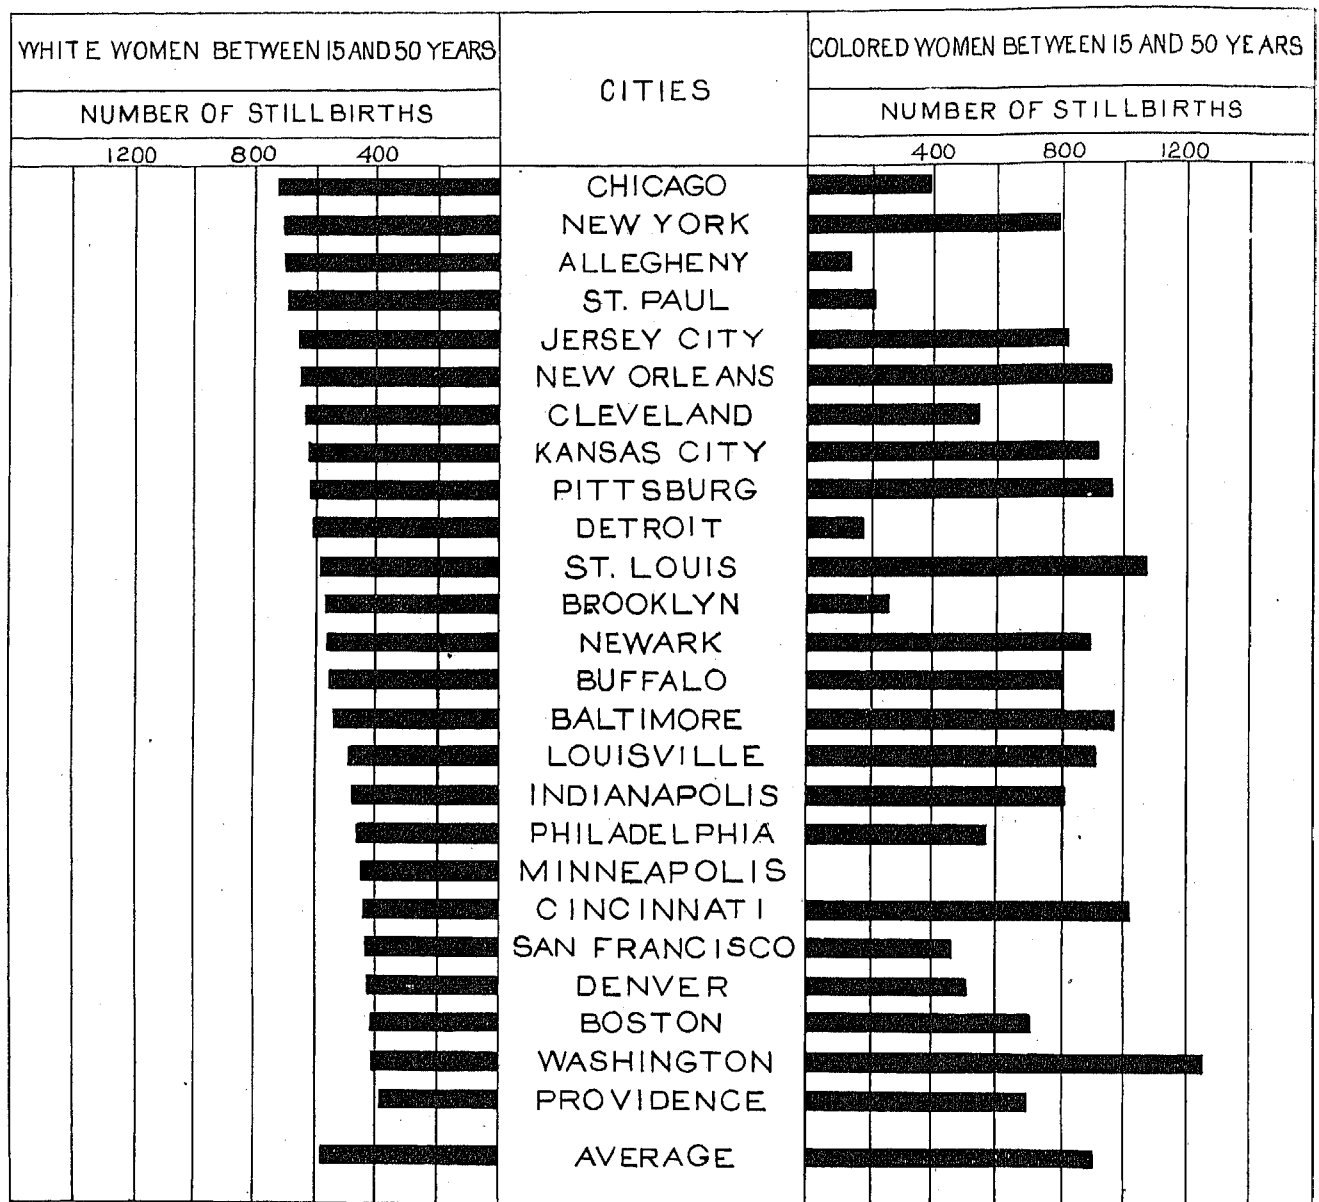 WHITE WOMEN BETWEEN 15 AND 50 YEARS
NUMBER OF STILLBIRTHS
1200 800 400
CITIES
COLORED WOMEN BETWEEN 15 AND 50 YEARS
NUMBER OF STILLBIRTHS
400 800 1200
CHICAGO
NEW YORK
ALLEGHENY
ST. PAUL
JERSEY CITY
NEW ORLEANS
CLEVELAND
KANSAS CITY
PITTSBURG
DETROIT
ST. LOUIS
BROOKLYN
NEWARK
BUFFALO
BALTIMORE
LOUISVILLE
INDIANAPOLIS
PHILADELPHIA
MINNEAPOLIS
CINCINNATI
SAN FRANCISCO
DENVER
BOSTON
WASHINGTON
PROVIDENCE
AVERAGE